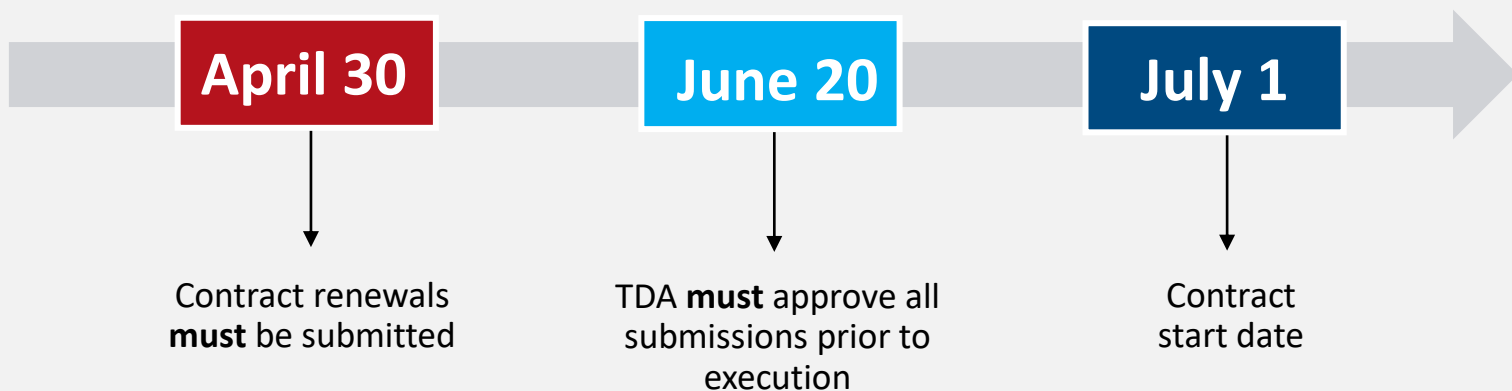 April 30
June 20
July 1
Contract renewals
must be submitted
TDA must approve all
submissions prior to
execution
Contract
start date